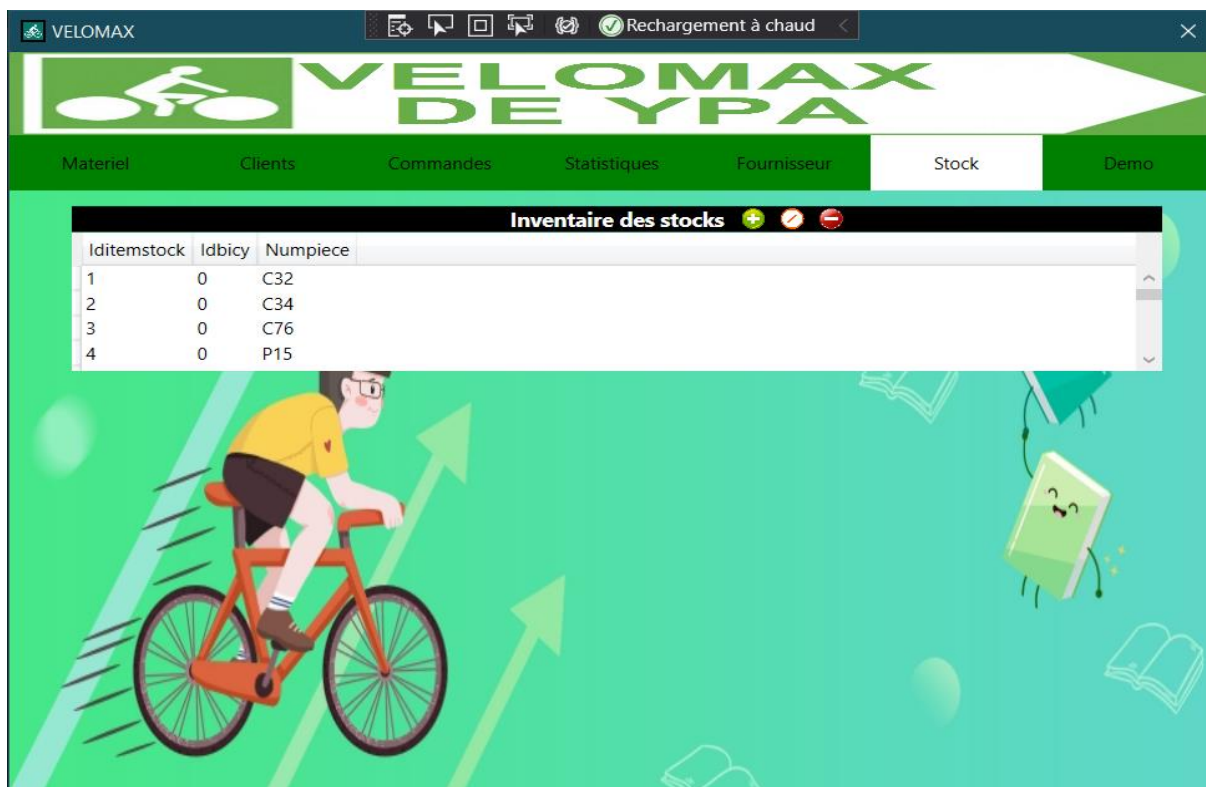 VELOMAX
Rechargement à chaud
VELOMAX
DE YPA
Materiel Clients Commandes Statistiques Fournisseur Stock Demo
Inventaire des stocks
Iditemstock Idbicy Numpiece
1 0 C32
2 0 C34
3 0 C76
4 0 P15